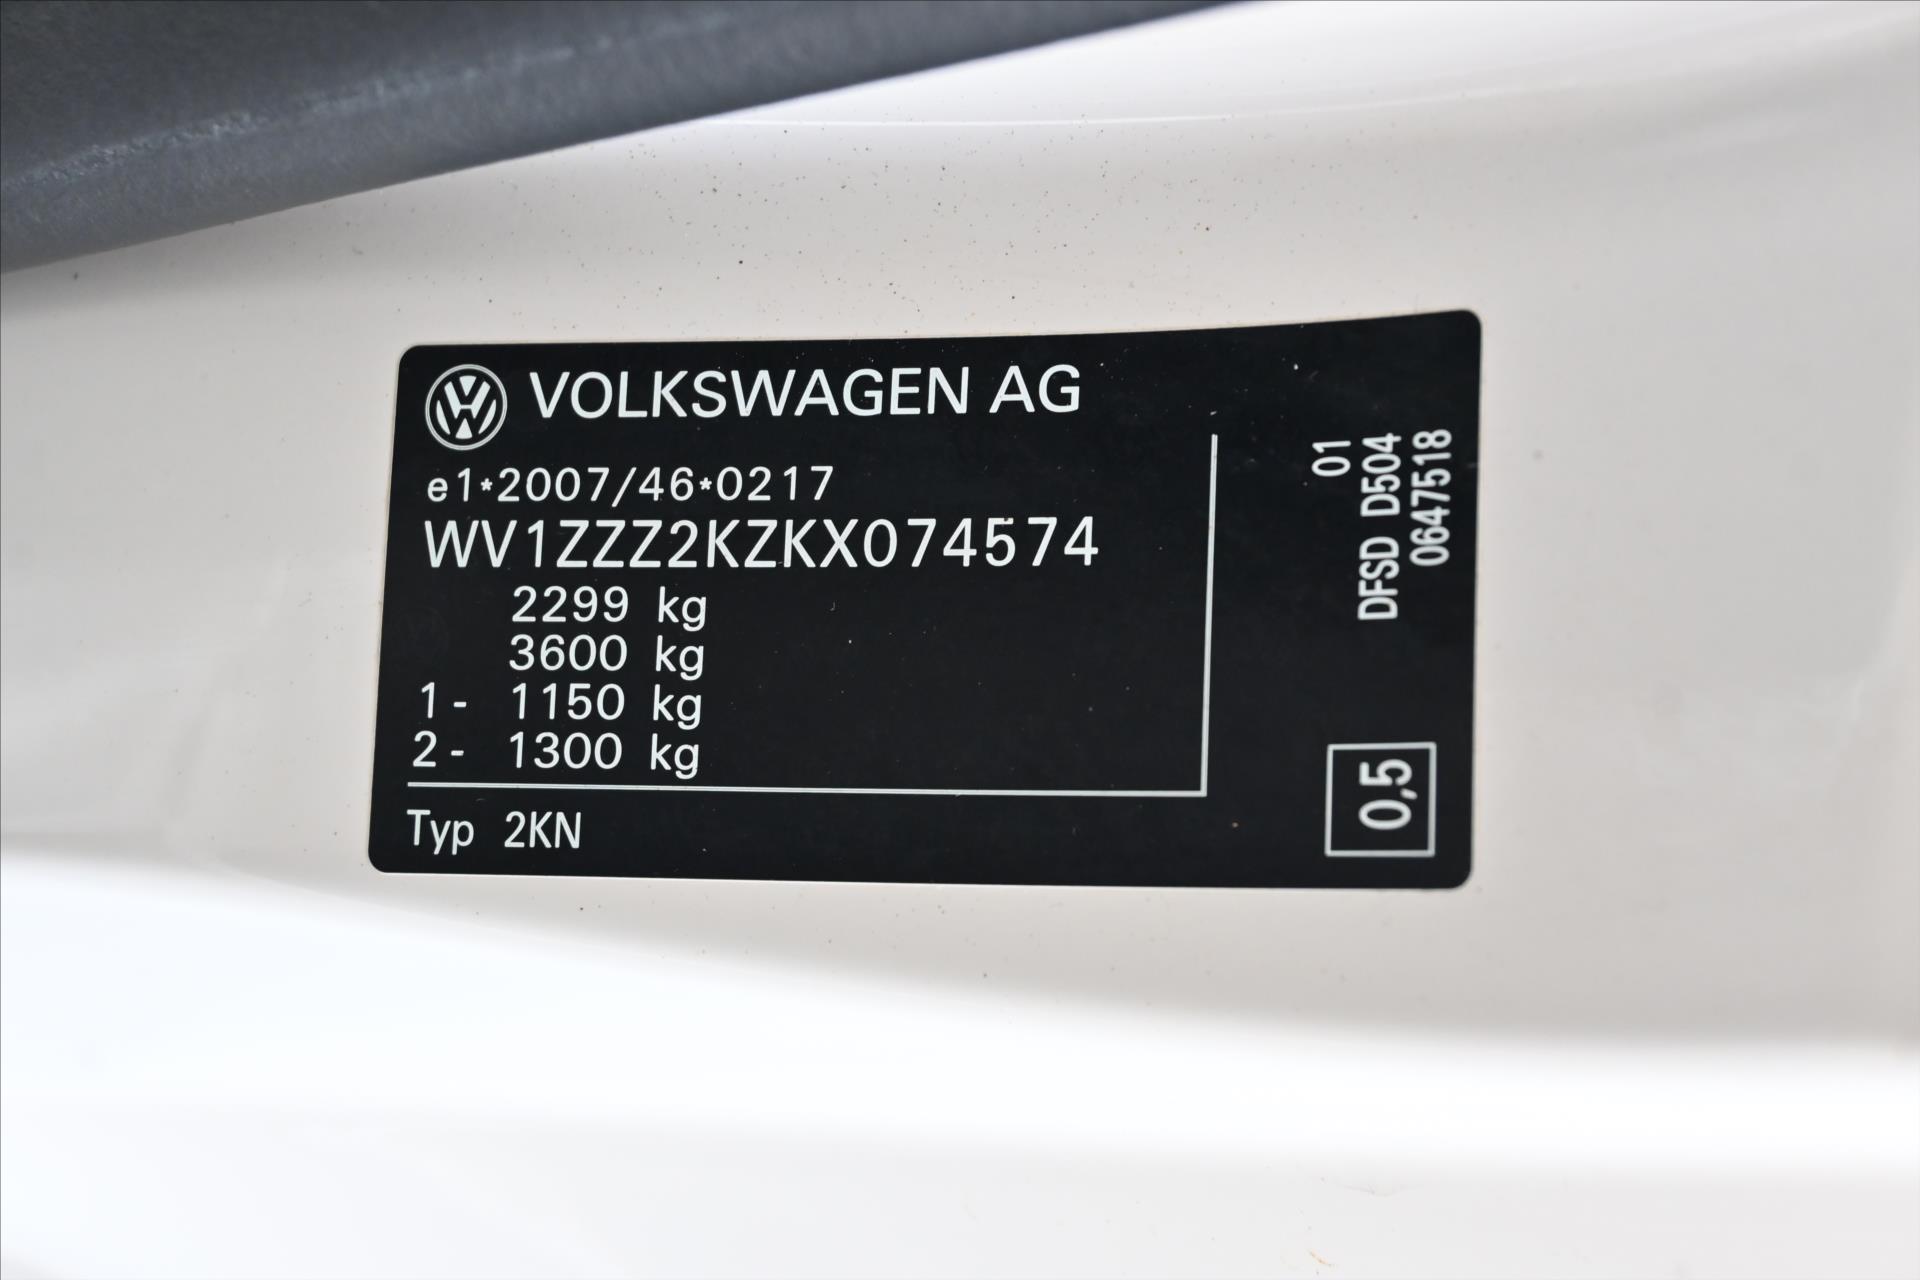 VOLKSWAGEN AG
e1*2007/46*0217
WV1ZZZ2KZKX074574
2299 kg
3600 kg
1- 1150 kg
2- 1300 kg
Typ 2KN
01
DFSD D504
0647518
0,5